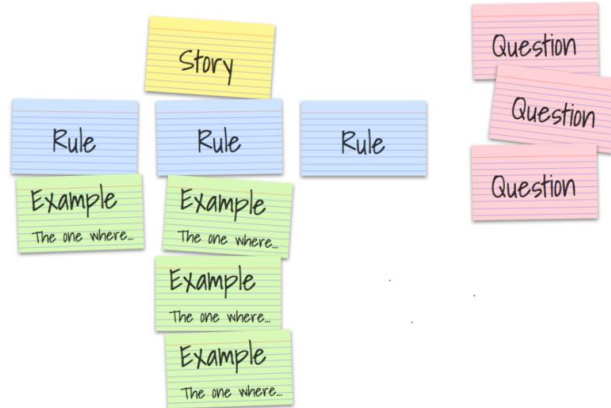 Story
Question
Question
Question
Rule
Rule
Rule
Example
The one where...
Example
The one where...
Example
The one where...
Example
The one where...